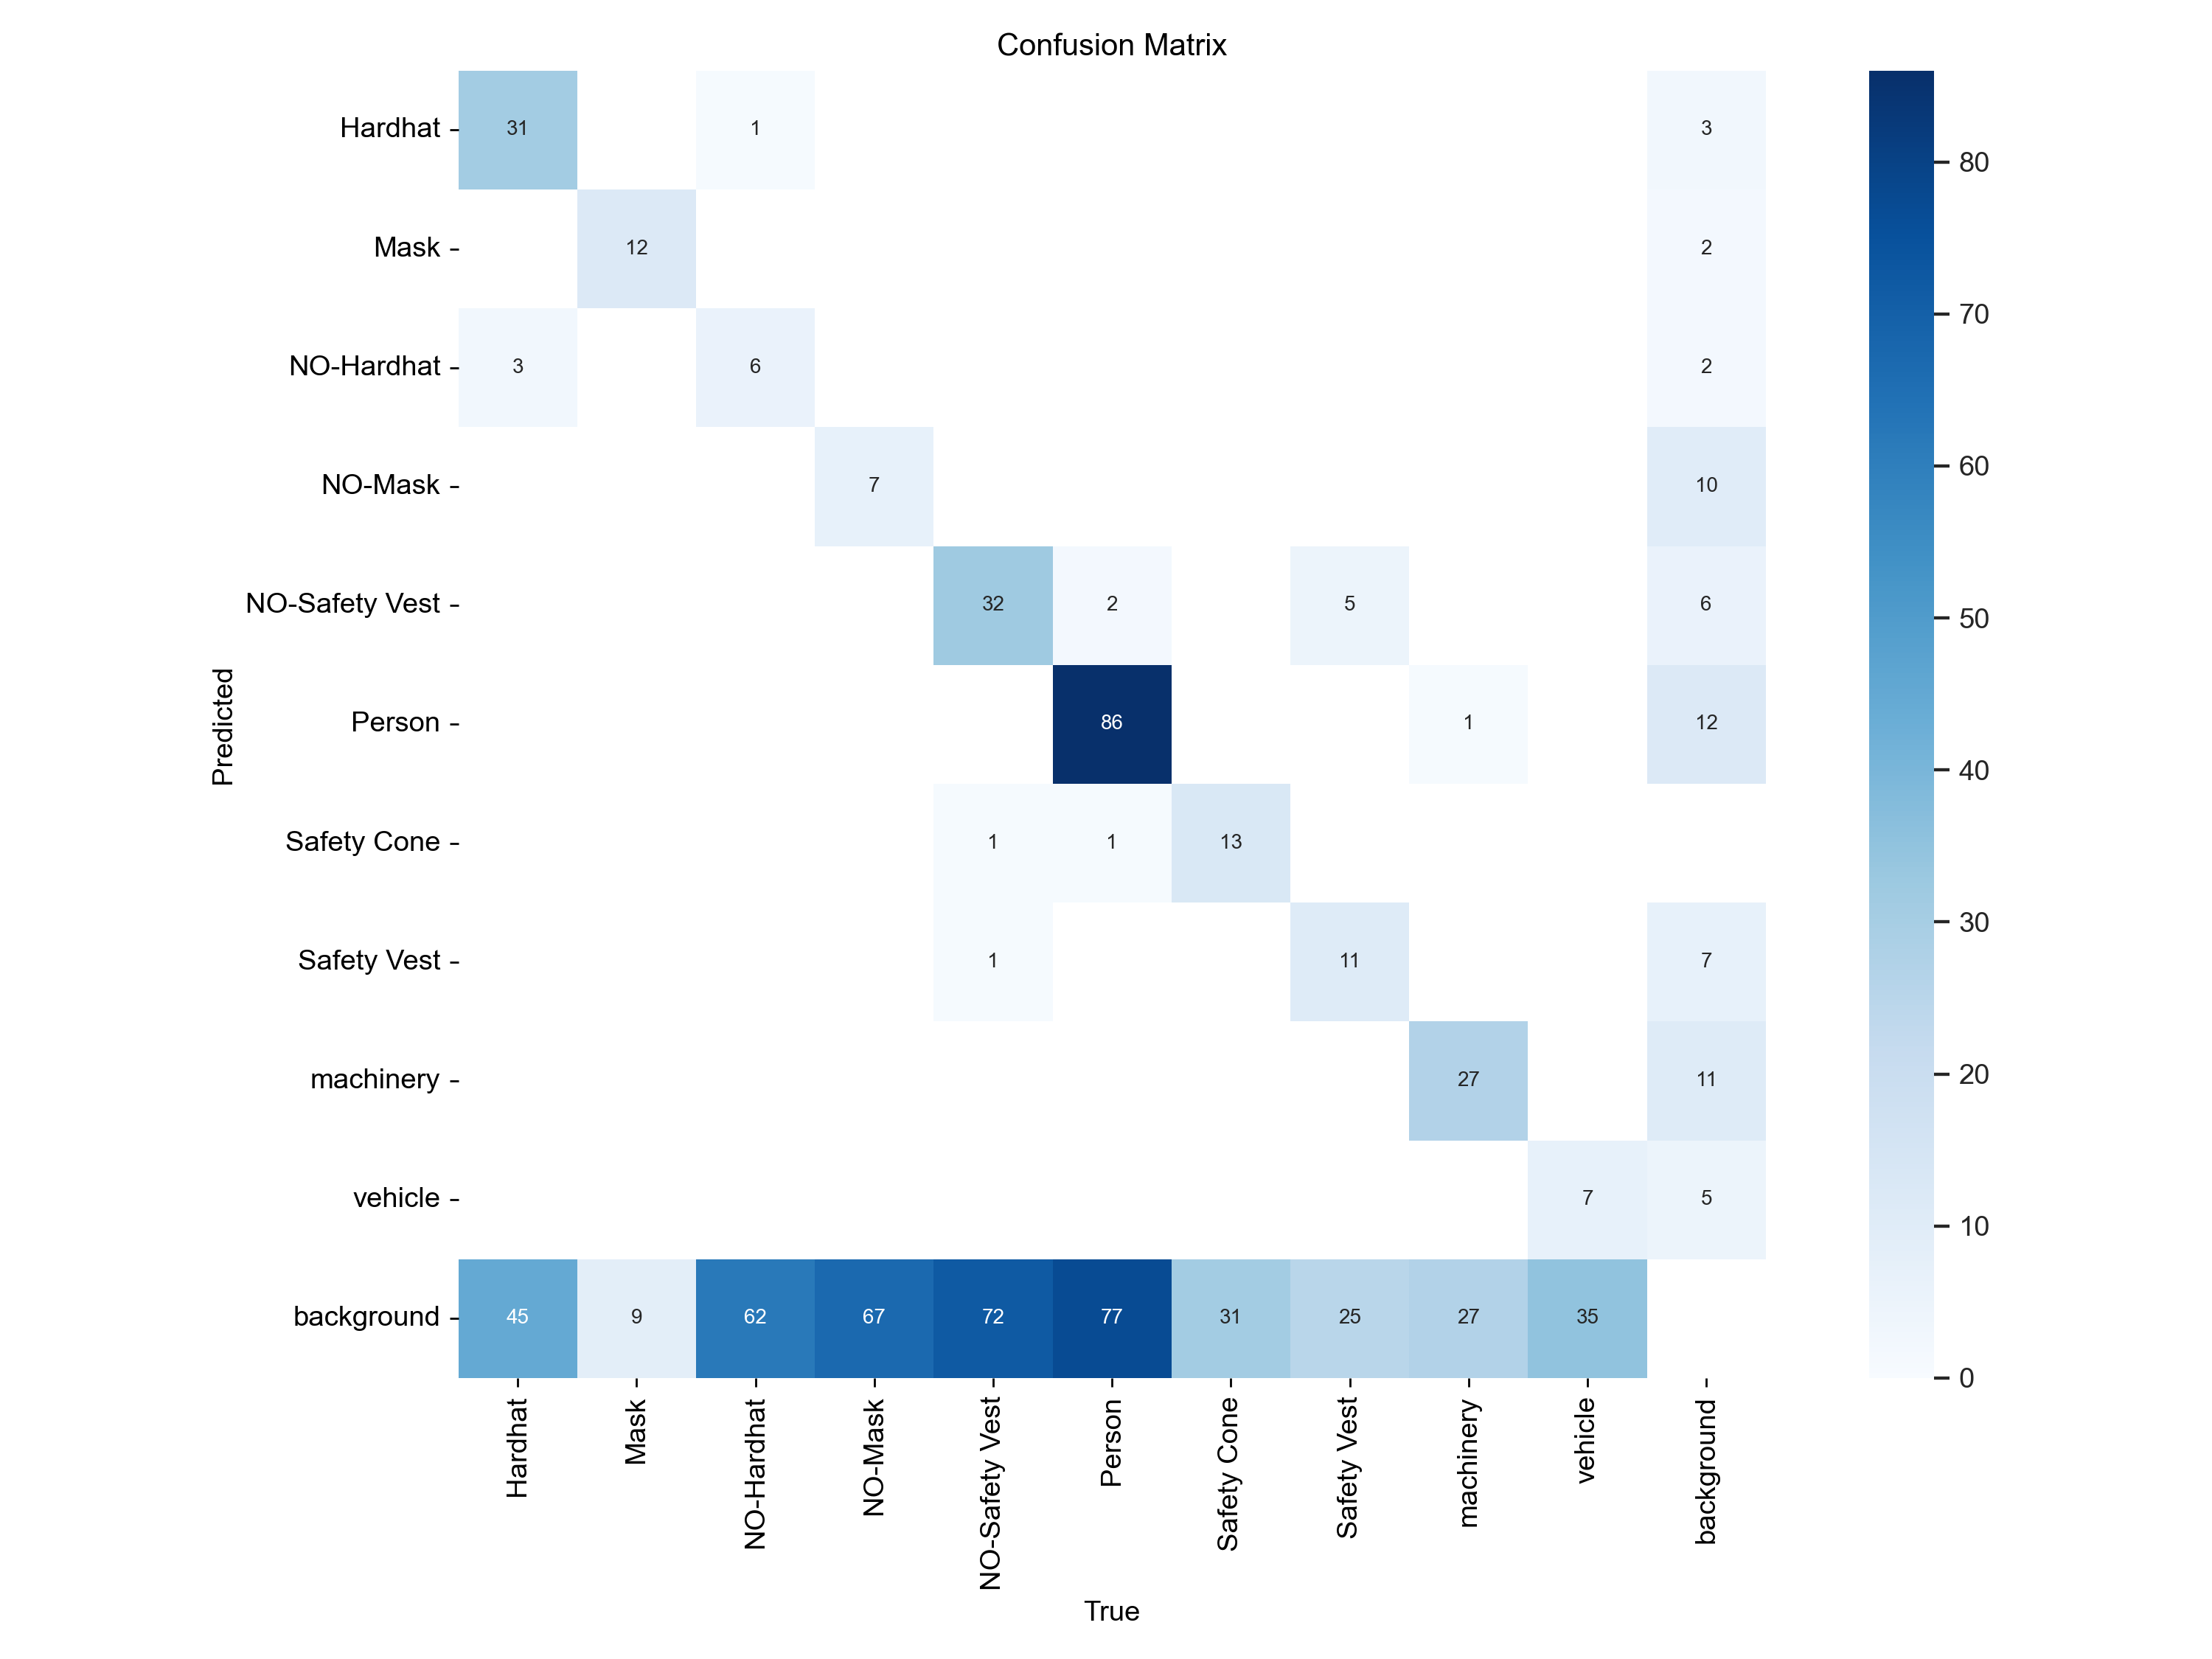 Confusion Matrix
Hardhat 31 1 3
Mask 12 2
NO-Hardhat 3 6 2
NO-Mask 7 10
NO-Safety Vest 32 2 5 6
Person 86 1 12
Safety Cone 1 1 13
Safety Vest 1 11 7
machinery 27 11
vehicle 7 5
background 45 9 62 67 72 77 31 25 27 35
Predicted
Hardhat
Mask
NO-Hardhat
NO-Mask
NO-Safety Vest
Person
Safety Cone
Safety Vest
machinery
vehicle
background
True
80
70
60
50
40
30
20
10
0